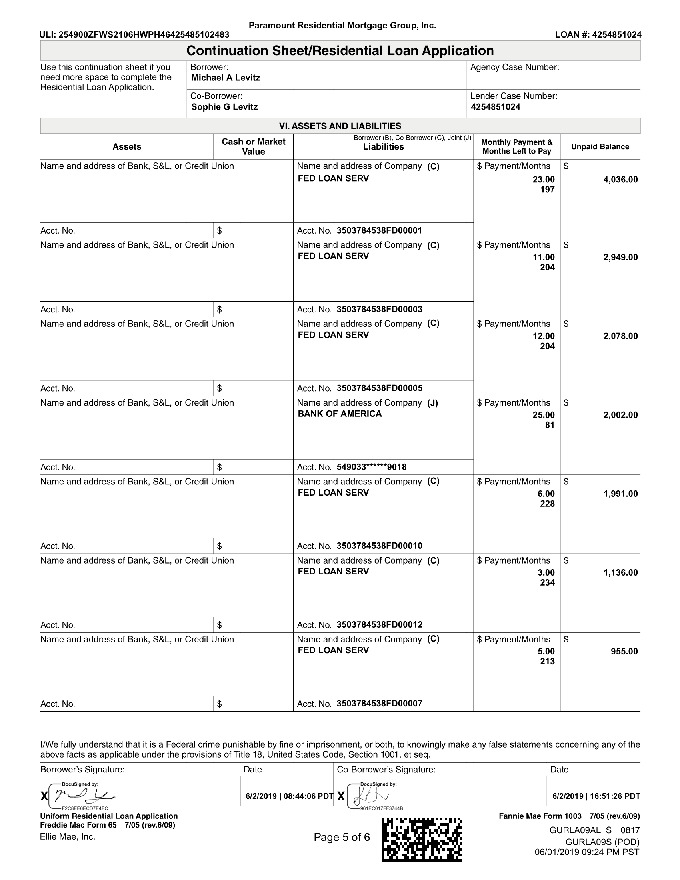 Paramount Residential Mortgage Group, Inc.
ULI: 254900ZFWS2106HWPH46425485102483 LOAN #: 4254851024
Continuation Sheet/Residential Loan Application
Use this continuation sheet if you need more space to complete the Residential Loan Application.
Borrower:
Michael A Levitz
Agency Case Number:
Co-Borrower:
Sophie G Levitz
Lender Case Number:
4254851024
VI. ASSETS AND LIABILITIES
Assets
Cash or Market Value
Borrower (B), Co Borrower (C), Joint (J)
Liabilities
Monthly Payment & Months Left to Pay
Unpaid Balance
Name and address of Bank, S&L, or Credit Union Name and address of Company (C) $ Payment/Months $
FED LOAN SERV 23.00 4,036.00
197
Acct. No. $ Acct. No. 3503784538FD00001
Name and address of Bank, S&L, or Credit Union Name and address of Company (C) $ Payment/Months $
FED LOAN SERV 11.00 2,949.00
204
Acct. No. $ Acct. No. 3503784538FD00003
Name and address of Bank, S&L, or Credit Union Name and address of Company (C) $ Payment/Months $
FED LOAN SERV 12.00 2,078.00
204
Acct. No. $ Acct. No. 3503784538FD00005
Name and address of Bank, S&L, or Credit Union Name and address of Company (J) $ Payment/Months $
BANK OF AMERICA 25.00 2,002.00
81
Acct. No. $ Acct. No. 549033******9018
Name and address of Bank, S&L, or Credit Union Name and address of Company (C) $ Payment/Months $
FED LOAN SERV 6.00 1,991.00
228
Acct. No. $ Acct. No. 3503784538FD00010
Name and address of Bank, S&L, or Credit Union Name and address of Company (C) $ Payment/Months $
FED LOAN SERV 3.00 1,136.00
234
Acct. No. $ Acct. No. 3503784538FD00012
Name and address of Bank, S&L, or Credit Union Name and address of Company (C) $ Payment/Months $
FED LOAN SERV 5.00 955.00
213
Acct. No. $ Acct. No. 3503784538FD00007
I/We fully understand that it is a Federal crime punishable by fine or imprisonment, or both, to knowingly make any false statements concerning any of the
above facts as applicable under the provisions of Title 18, United States Code, Section 1001, et seq.
Borrower's Signature: Date Co-Borrower's Signature: Date
DocuSigned by: DocuSigned by
X 6/2/2019 | 08:44:06 PDT X 6/2/2019 | 16:51:26 PDT
Uniform Residential Loan Application Fannie Mae Form 1003 7/05 (rev.6/09)
Freddie Mac Form 65 7/05 (rev.6/09)
Ellie Mae, Inc. Page 5 of 6
GURLA09AL S 0817
GURLA09S (POD)
06/01/2019 09:24 PM PST